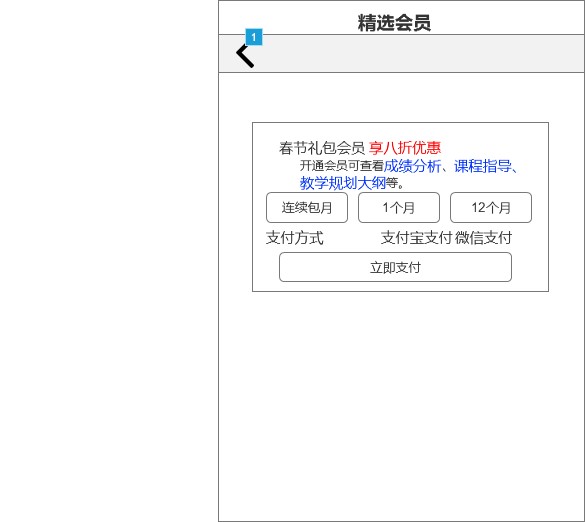 精选会员
1
春节礼包会员 享八折优惠
开通会员可查看成绩分析、课程指导、
教学规划大纲等。
连续包月 1个月 12个月
支付方式 支付宝支付 微信支付
立即支付